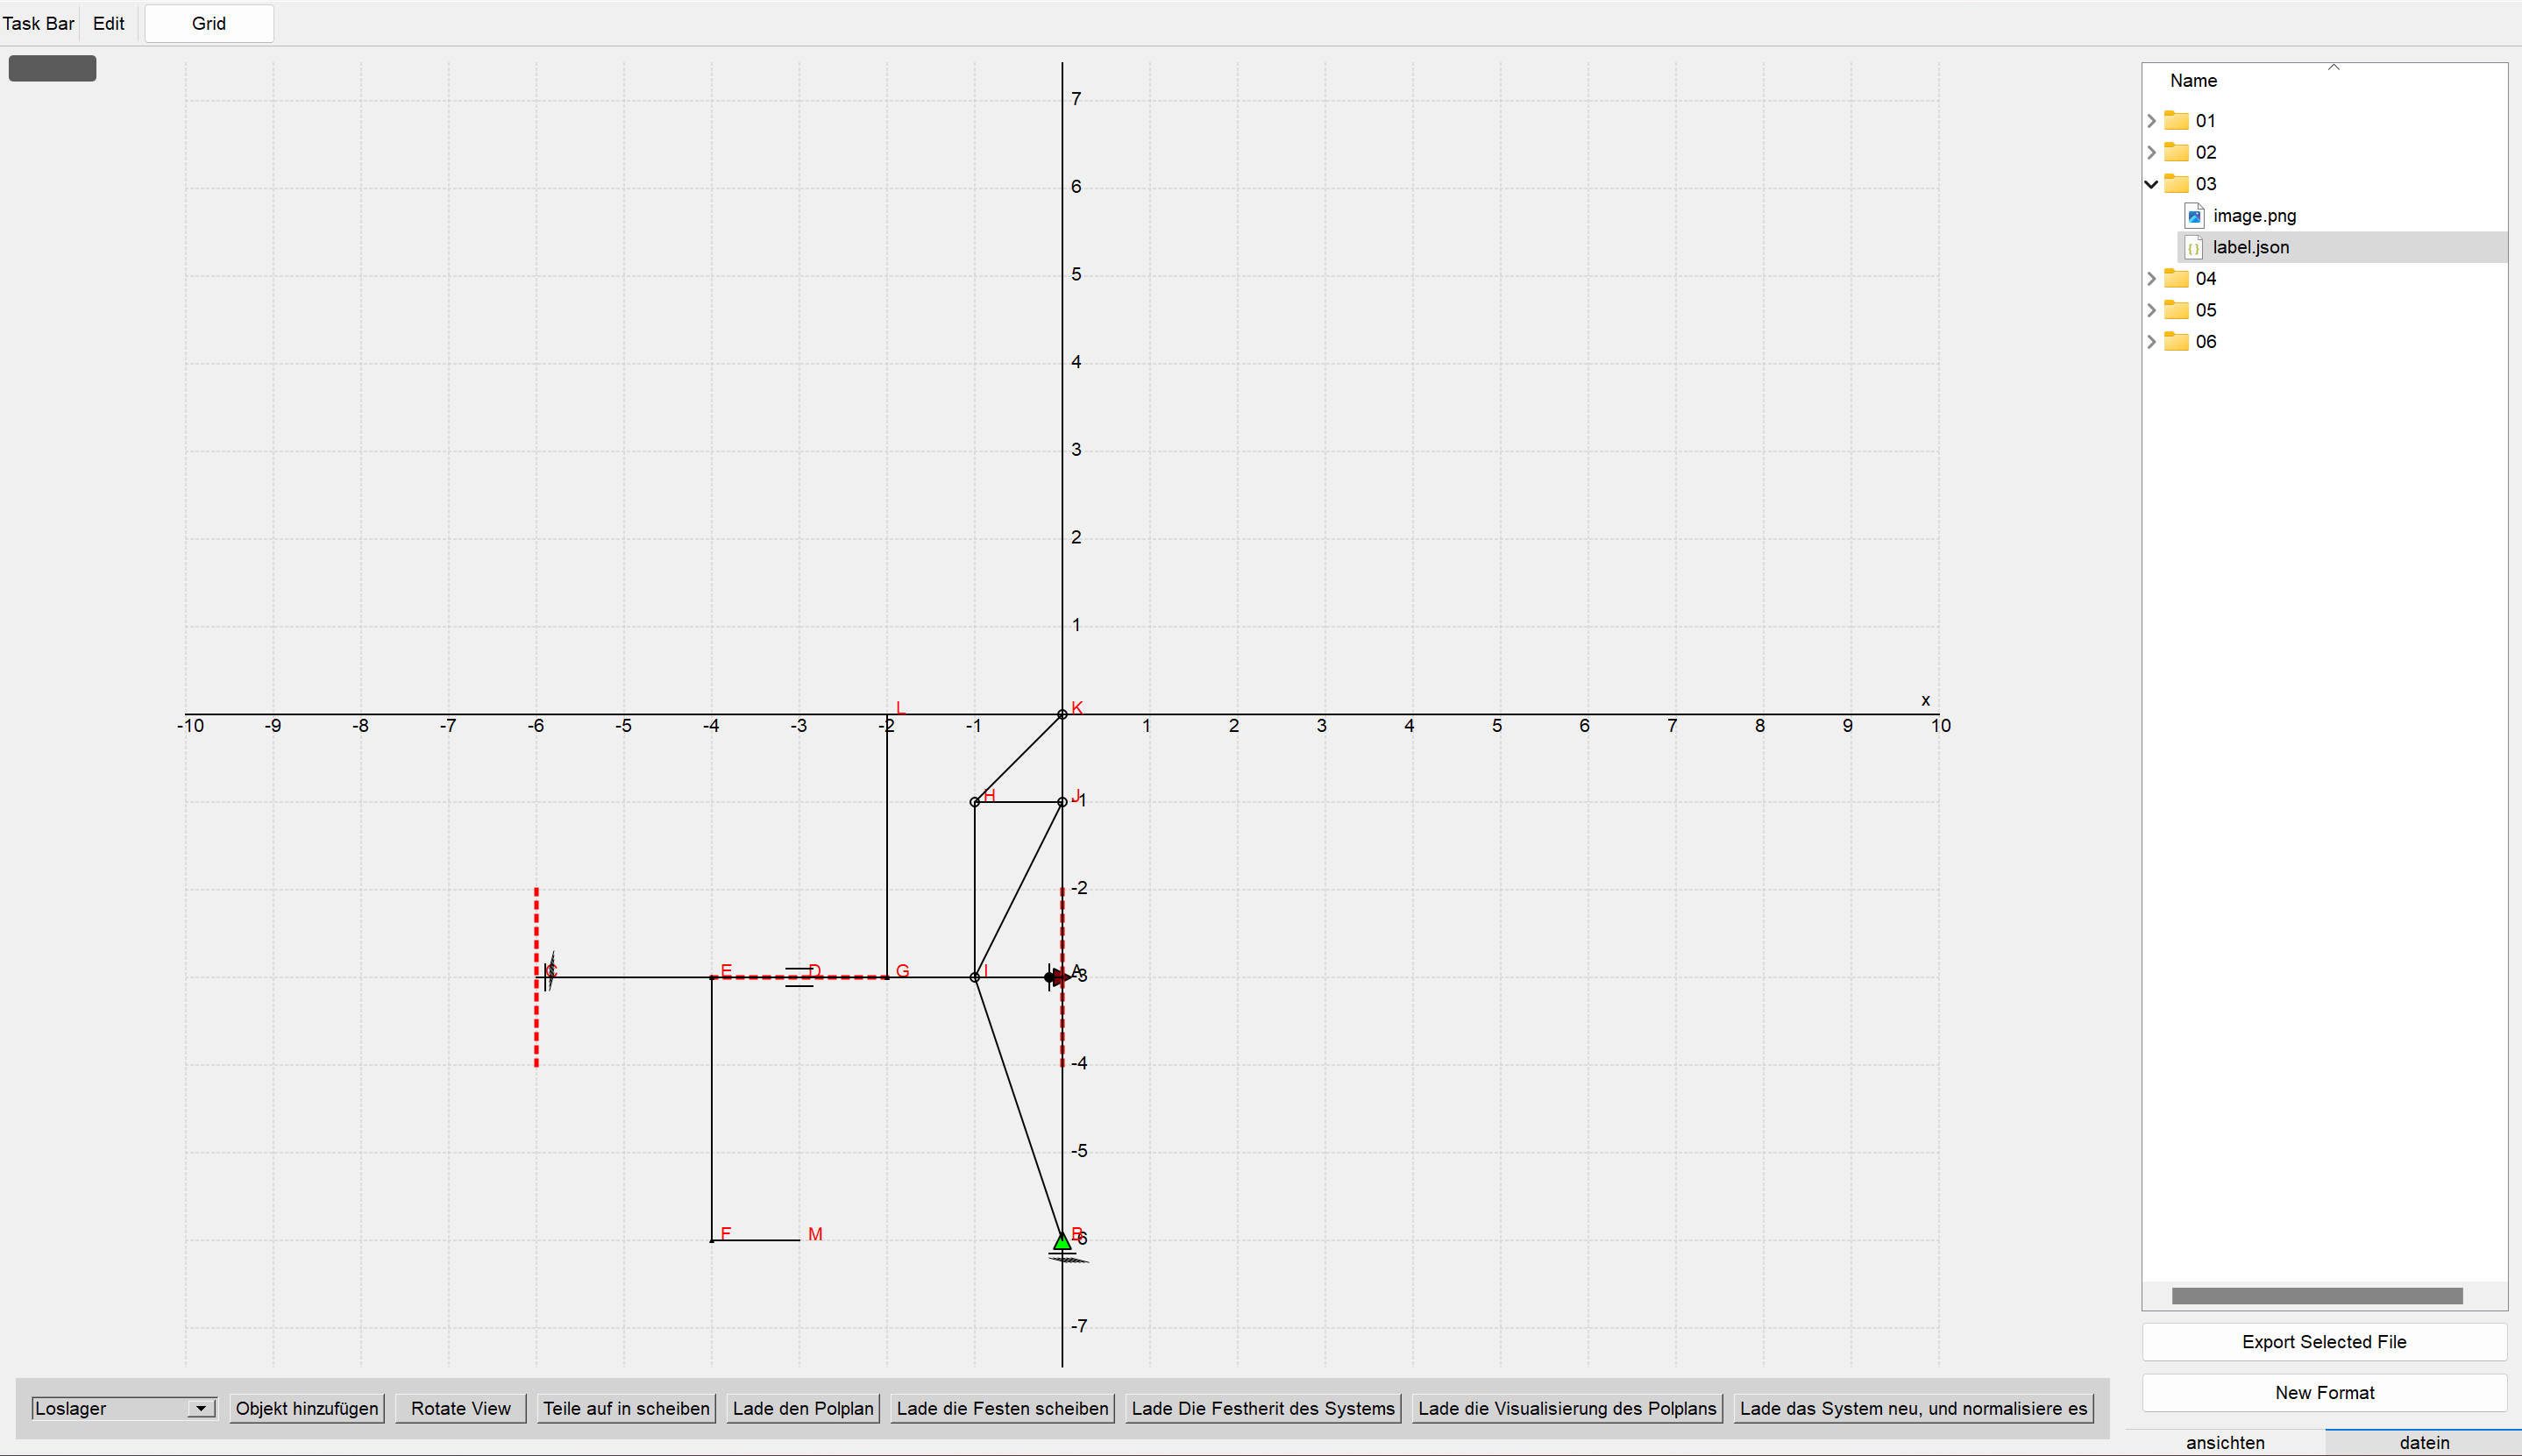 Task Bar Edit Grid
Name
01
02
03
image.png
label.json
04
05
06
7
6
5
4
3
2
1
x
L K
-10 -9 -8 -7 -6 -5 -4 -3 -2 -1 1 2 3 4 5 6 7 8 9 10
H J -1
-2
C E D G I A -3
-4
-5
F M B -6
-7
Export Selected File
New Format
Loslager Objekt hinzufügen Rotate View Teile auf in scheiben Lade den Polplan Lade die Festen scheiben Lade Die Festherit des Systems Lade die Visualisierung des Polplans Lade das System neu, und normalisiere es
ansichten datein